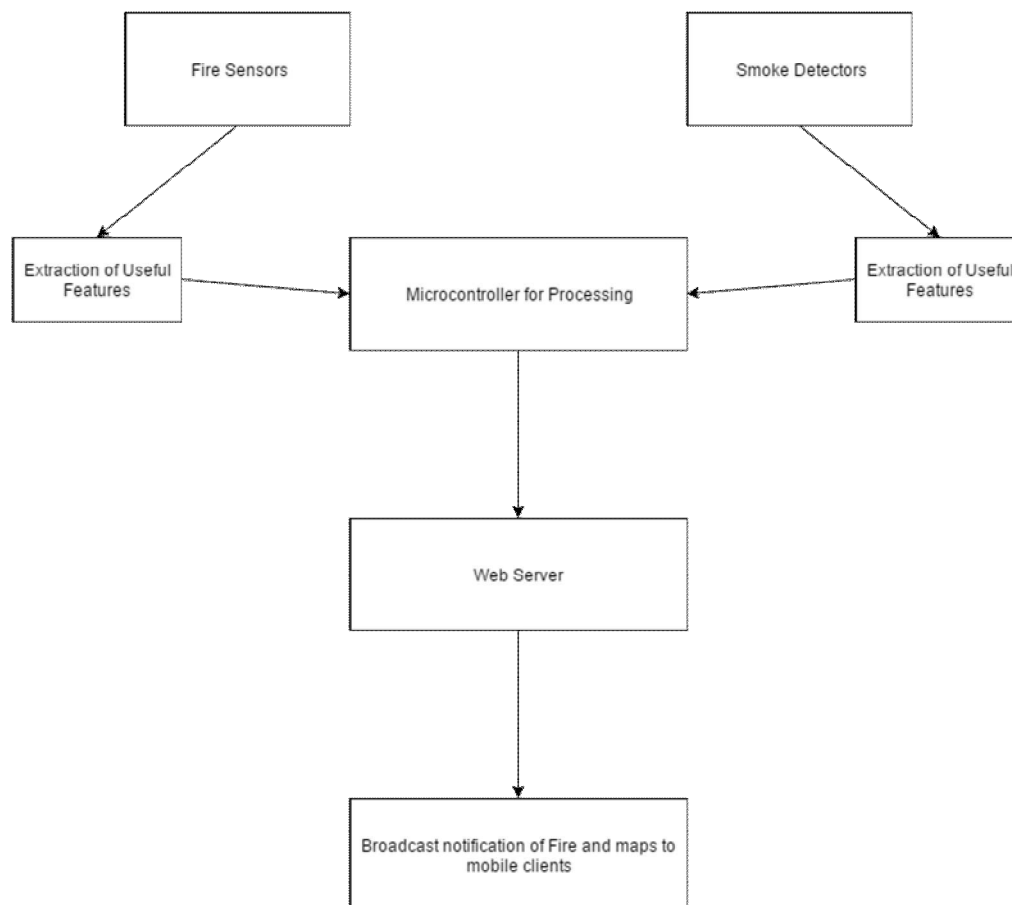 Fire Sensors
Smoke Detectors
Extraction of Useful
Features
Microcontroller for Processing
Extraction of Useful
Features
Web Server
Broadcast notification of Fire and maps to
mobile clients